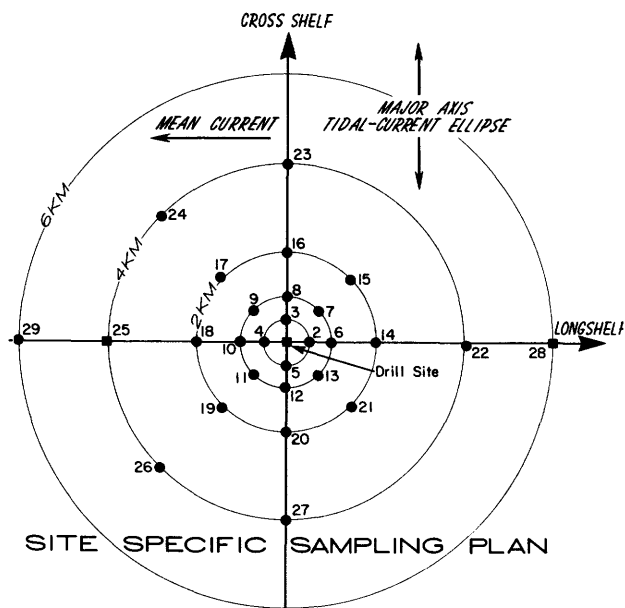 CROSS SHELF
MAJOR AXIS
TIDAL-CURRENT ELLIPSE
MEAN CURRENT
23
24
6KM
4KM
2KM
16
17
15
8
9
7
3
29
25
18
10
4
2
6
14
22
28
LONGSHELF
Drill Site
5
11
13
12
19
21
20
26
27
SITE SPECIFIC SAMPLING PLAN